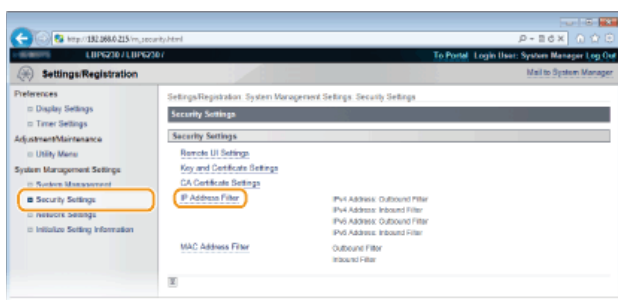 http://192.168.0.215/m_security.html
LBP6230 / LBP6230 /
To Portal Login User: System Manager Log Out
Settings/Registration
Mail to System Manager
Preferences
Display Settings
Timer Settings
Adjustment/Maintenance
Utility Menu
System Management Settings
System Management
Security Settings
Network Settings
Initialize Setting Information
Settings/Registration: System Management Settings: Security Settings
Security Settings
Security Settings
Remote UI Settings
Key and Certificate Settings
CA Certificate Settings
IP Address Filter
IPv4 Address: Outbound Filter
IPv4 Address: Inbound Filter
IPv6 Address: Outbound Filter
IPv6 Address: Inbound Filter
MAC Address Filter
Outbound Filter
Inbound Filter